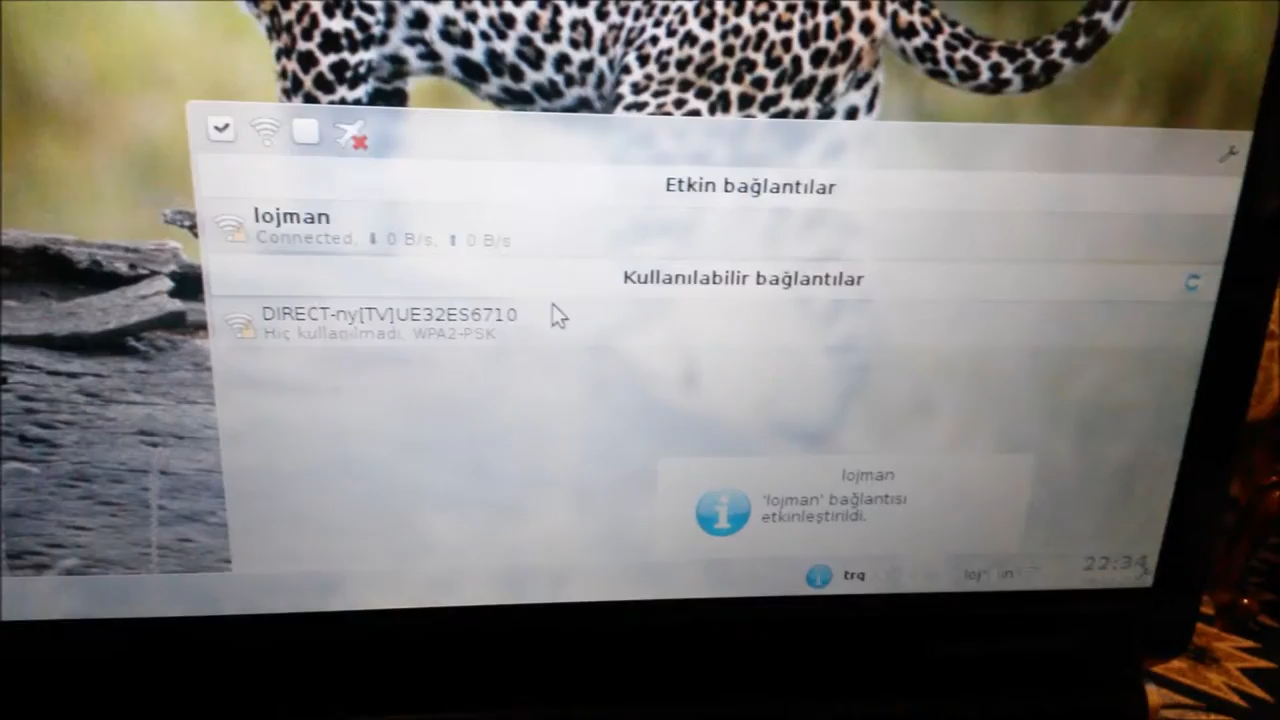 Etkin bağlantılar
lojman
Connected, ⬇ 0 B/s, ⬆ 0 B/s
Kullanılabilir bağlantılar
DIRECT-ny[TV]UE32ES6710
Hiç kullanılmadı, WPA2-PSK
lojman
'lojman' bağlantısı
etkinleştirildi.
trq
22:34